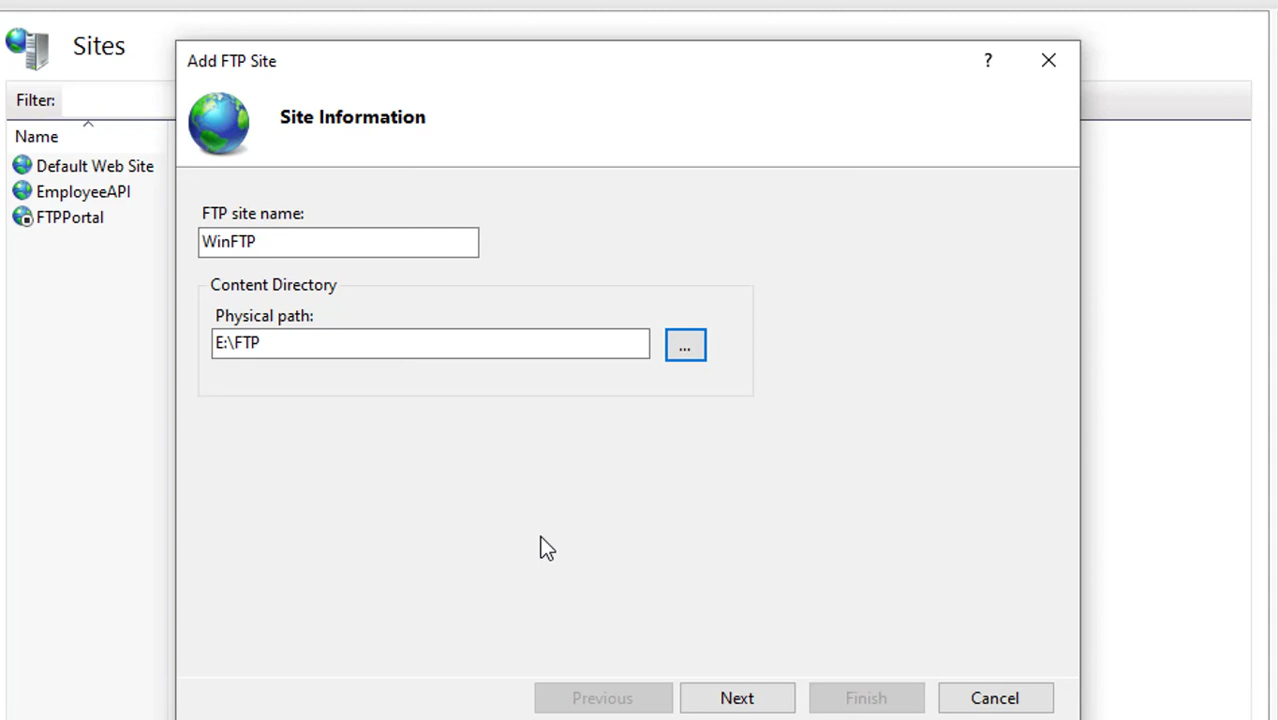 Sites
Add FTP Site
?
Site Information
Filter:
Name
Default Web Site
EmployeeAPI
FTPPortal
FTP site name:
WinFTP
Content Directory
Physical path:
E:\FTP
...
Previous
Next
Finish
Cancel